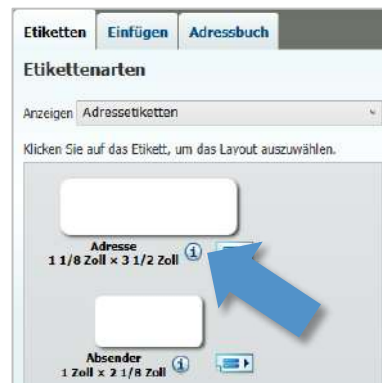 Etiketten Einfügen Adressbuch
Etikettenarten
Anzeigen Adressetiketten
Klicken Sie auf das Etikett, um das Layout auszuwählen.
Adresse
1 1/8 Zoll × 3 1/2 Zoll
Absender
1 Zoll × 2 1/8 Zoll